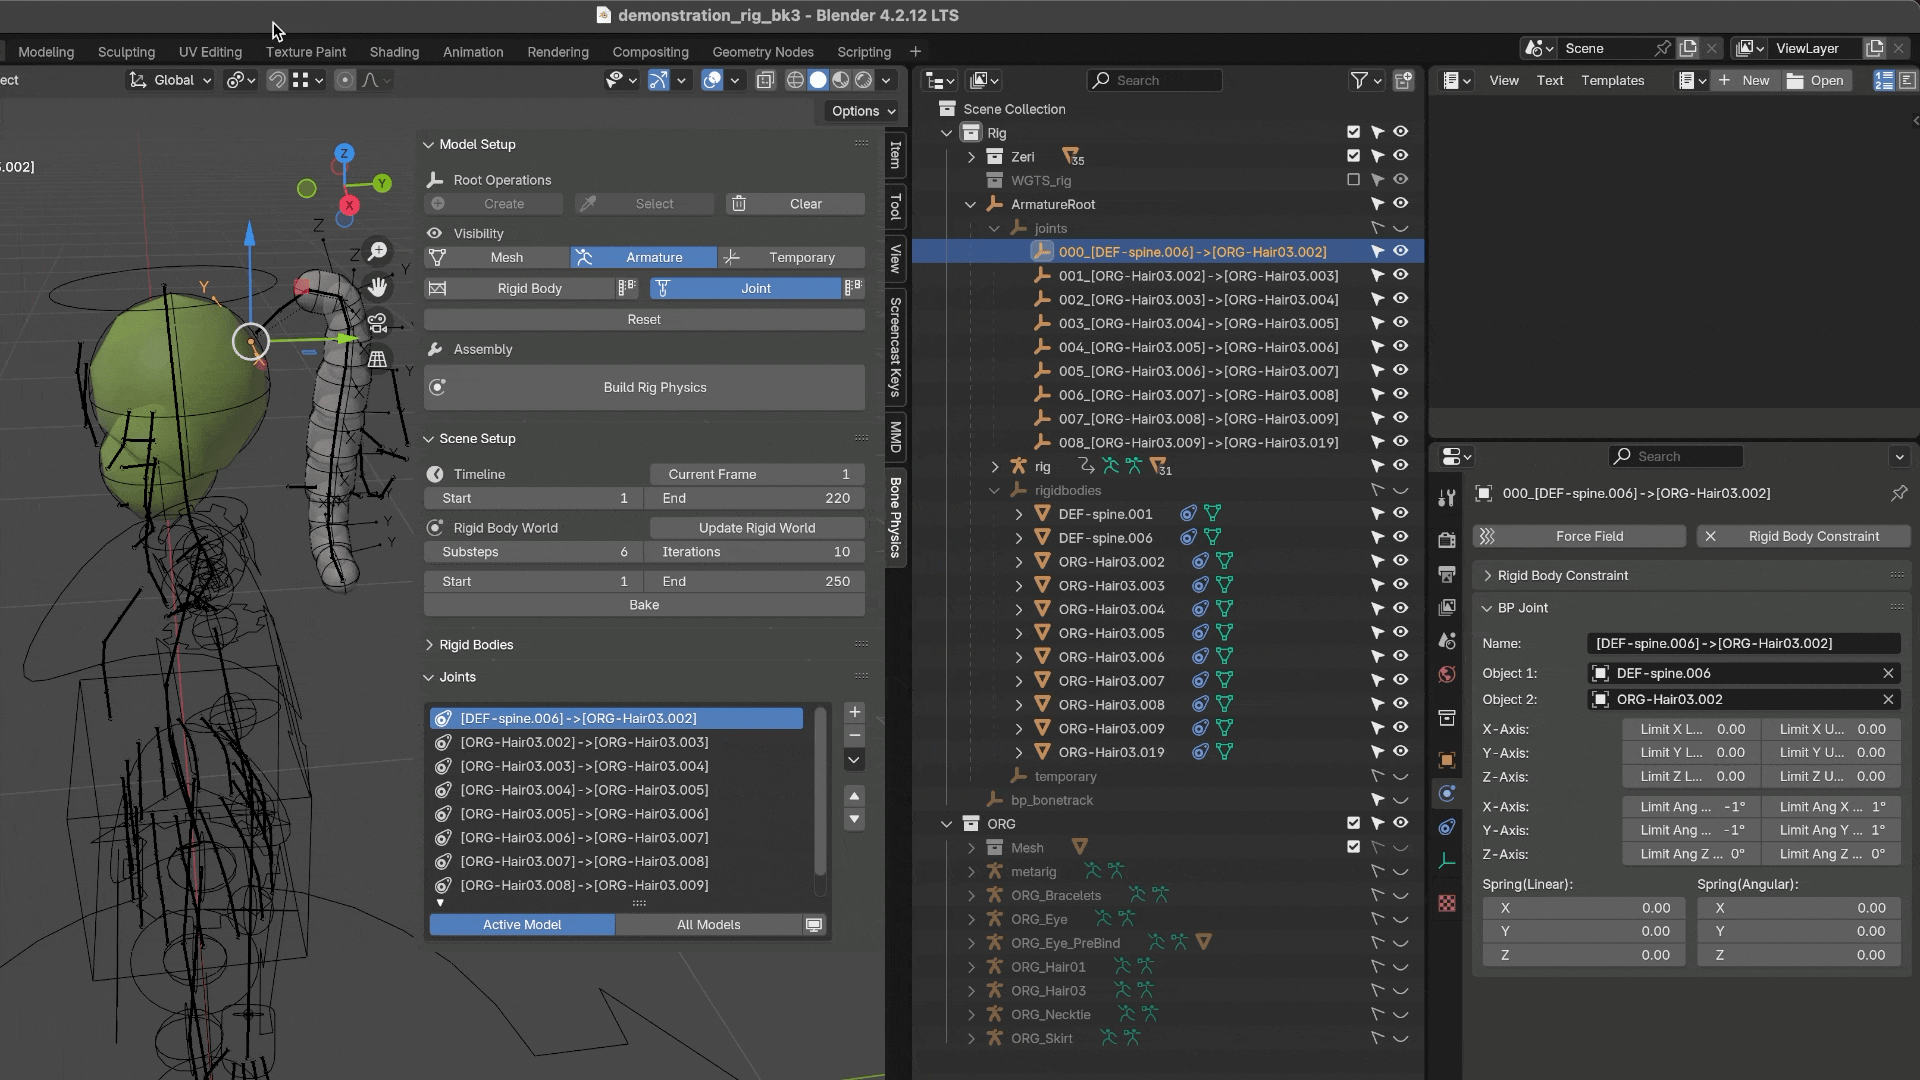 demonstration_rig_bk3 - Blender 4.2.12 LTS
Modeling Sculpting UV Editing Texture Paint Shading Animation Rendering Compositing Geometry Nodes Scripting +
Scene ViewLayer
ect Global
Search
View Text Templates New Open
Options
.002]
Z
Y
X
Z
Z
Y
Y
Y
Y
Y
Model Setup
Root Operations
Create Select Clear
Visibility
Mesh Armature Temporary
Rigid Body Joint
Reset
Assembly
Build Rig Physics
Scene Setup
Timeline Current Frame 1
Start 1 End 220
Rigid Body World Update Rigid World
Substeps 6 Iterations 10
Start 1 End 250
Bake
Rigid Bodies
Joints
[DEF-spine.006]->[ORG-Hair03.002]
[ORG-Hair03.002]->[ORG-Hair03.003]
[ORG-Hair03.003]->[ORG-Hair03.004]
[ORG-Hair03.004]->[ORG-Hair03.005]
[ORG-Hair03.005]->[ORG-Hair03.006]
[ORG-Hair03.006]->[ORG-Hair03.007]
[ORG-Hair03.007]->[ORG-Hair03.008]
[ORG-Hair03.008]->[ORG-Hair03.009]
Active Model All Models
Item
Tool
View
Screencast Keys
MMD
Bone Physics
Scene Collection
Rig
Zeri 35
WGTS_rig
ArmatureRoot
joints
000_[DEF-spine.006]->[ORG-Hair03.002]
001_[ORG-Hair03.002]->[ORG-Hair03.003]
002_[ORG-Hair03.003]->[ORG-Hair03.004]
003_[ORG-Hair03.004]->[ORG-Hair03.005]
004_[ORG-Hair03.005]->[ORG-Hair03.006]
005_[ORG-Hair03.006]->[ORG-Hair03.007]
006_[ORG-Hair03.007]->[ORG-Hair03.008]
007_[ORG-Hair03.008]->[ORG-Hair03.009]
008_[ORG-Hair03.009]->[ORG-Hair03.019]
rig 31
rigidbodies
DEF-spine.001
DEF-spine.006
ORG-Hair03.002
ORG-Hair03.003
ORG-Hair03.004
ORG-Hair03.005
ORG-Hair03.006
ORG-Hair03.007
ORG-Hair03.008
ORG-Hair03.009
ORG-Hair03.019
temporary
bp_bonetrack
ORG
Mesh
metarig
ORG_Bracelets
ORG_Eye
ORG_Eye_PreBind
ORG_Hair01
ORG_Hair03
ORG_Necktie
ORG_Skirt
Search
000_[DEF-spine.006]->[ORG-Hair03.002]
Force Field Rigid Body Constraint
Rigid Body Constraint
BP Joint
Name: [DEF-spine.006]->[ORG-Hair03.002]
Object 1: DEF-spine.006
Object 2: ORG-Hair03.002
X-Axis: Limit X L... 0.00 Limit X U... 0.00
Y-Axis: Limit Y L... 0.00 Limit Y U... 0.00
Z-Axis: Limit Z L... 0.00 Limit Z U... 0.00
X-Axis: Limit Ang ... -1° Limit Ang X ... 1°
Y-Axis: Limit Ang ... -1° Limit Ang Y ... 1°
Z-Axis: Limit Ang Z ... 0° Limit Ang Z ... 0°
Spring(Linear): Spring(Angular):
X 0.00 X 0.00
Y 0.00 Y 0.00
Z 0.00 Z 0.00